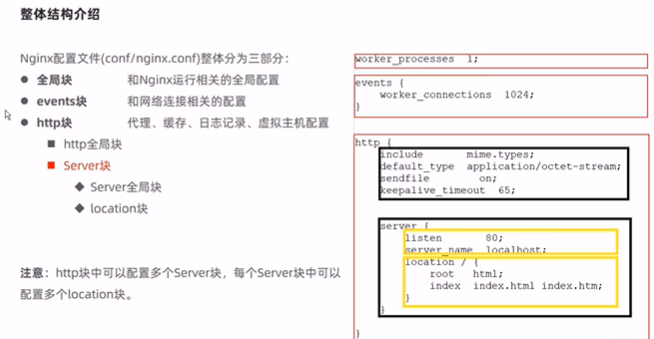 整体结构介绍
Nginx配置文件(conf/nginx.conf)整体分为三部分：
● 全局块 和Nginx运行相关的全局配置
● events块 和网络连接相关的配置
● http块 代理、缓存、日志记录、虚拟主机配置
■ http全局块
■ Server块
◆ Server全局块
◆ location块
注意：http块中可以配置多个Server块，每个Server块中可以
配置多个location块。
worker_processes 1;
events {
worker_connections 1024;
}
http {
include mime.types;
default_type application/octet-stream;
sendfile on;
keepalive_timeout 65;
server {
listen 80;
server_name localhost;
location / {
root html;
index index.html index.htm;
}
}
}